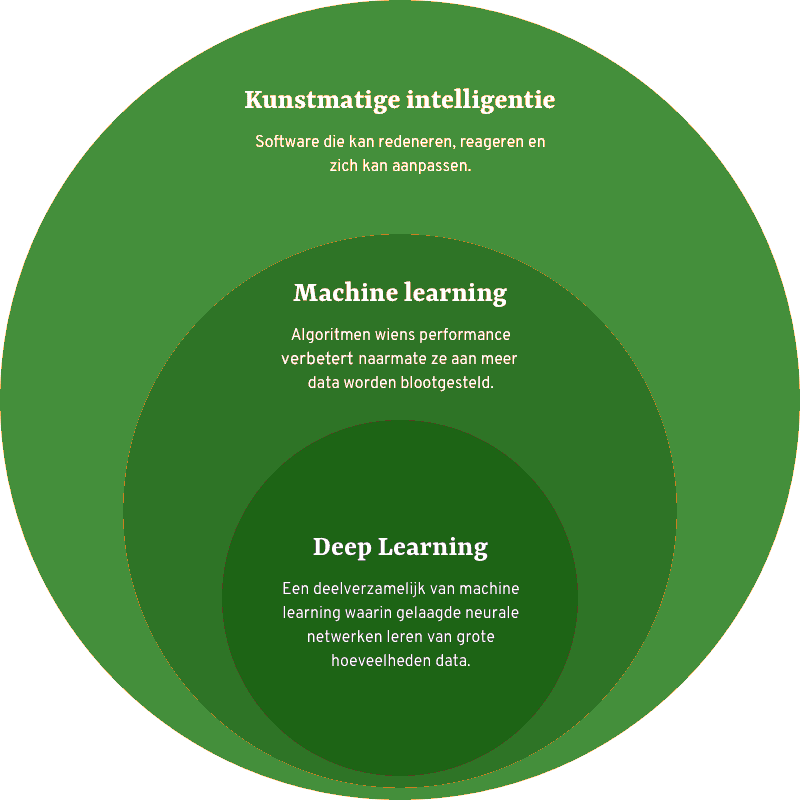 Kunstmatige intelligentie
Software die kan redeneren, reageren en
zich kan aanpassen.
Machine learning
Algoritmen wiens performance
verbetert naarmate ze aan meer
data worden blootgesteld.
Deep Learning
Een deelverzamelijk van machine
learning waarin gelaagde neurale
netwerken leren van grote
hoeveelheden data.